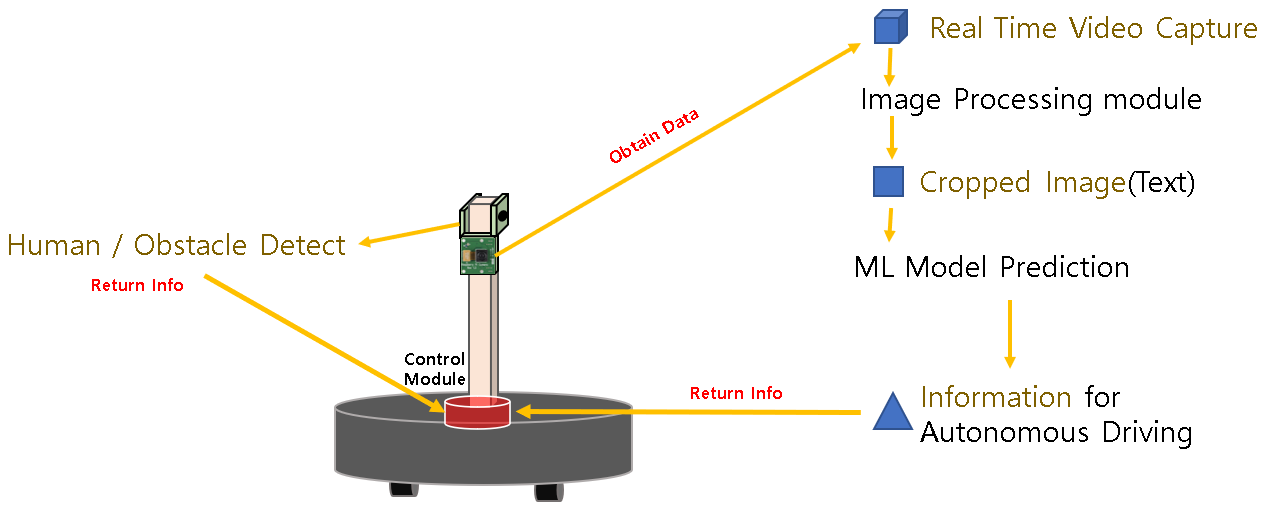 Real Time Video Capture
Image Processing module
Obtain Data
Cropped Image(Text)
Human / Obstacle Detect
ML Model Prediction
Return Info
Control
Module
Return Info
Information for
Autonomous Driving